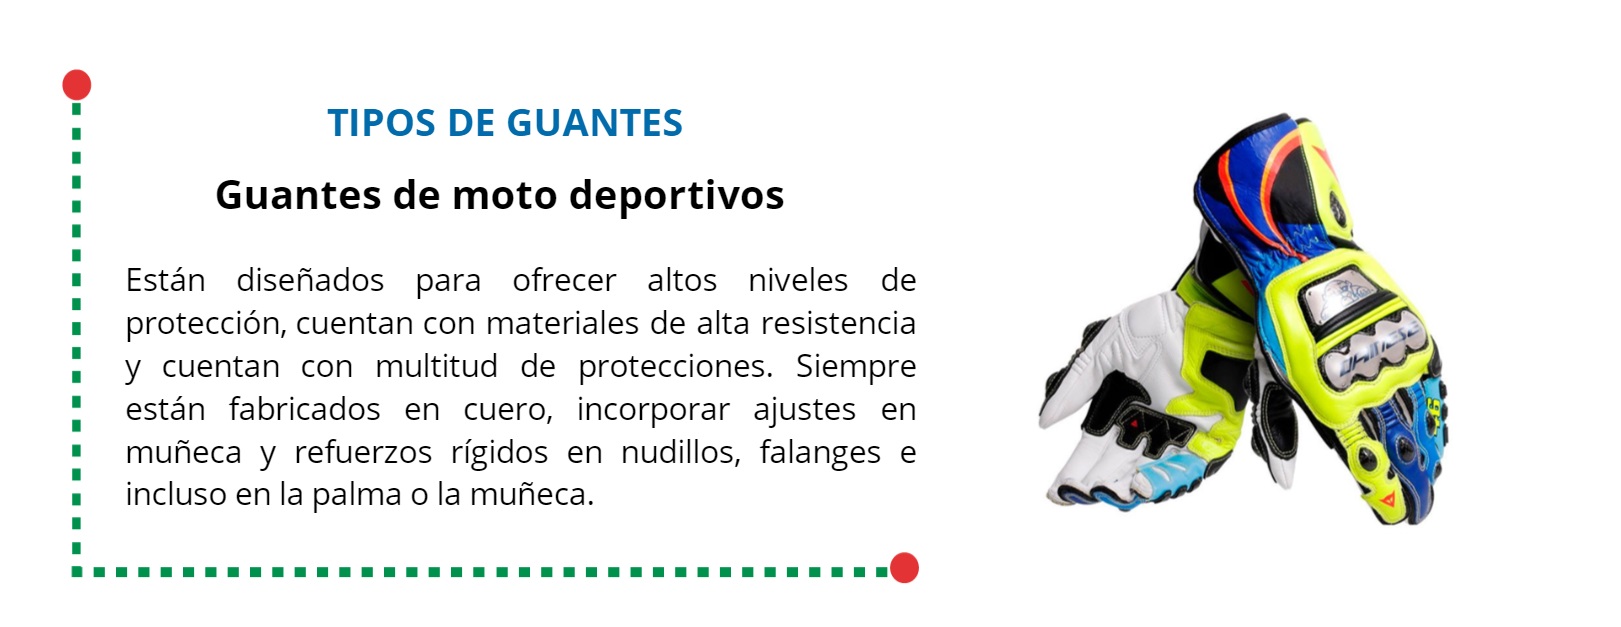 TIPOS DE GUANTES
Guantes de moto deportivos
Están diseñados para ofrecer altos niveles de
protección, cuentan con materiales de alta resistencia
y cuentan con multitud de protecciones. Siempre
están fabricados en cuero, incorporar ajustes en
muñeca y refuerzos rígidos en nudillos, falanges e
incluso en la palma o la muñeca.
DAINESE